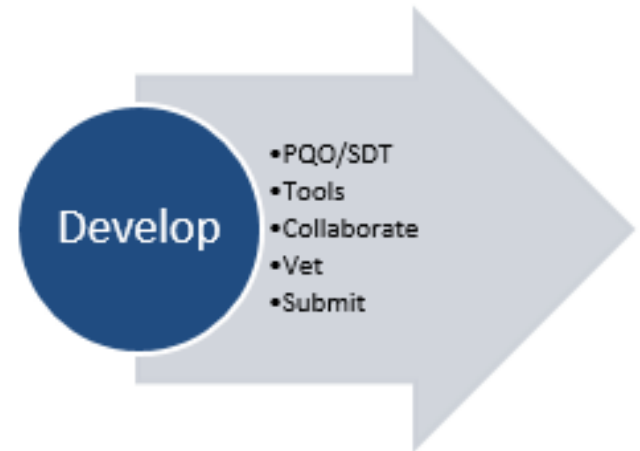 Develop
•PQO/SDT
•Tools
•Collaborate
•Vet
•Submit